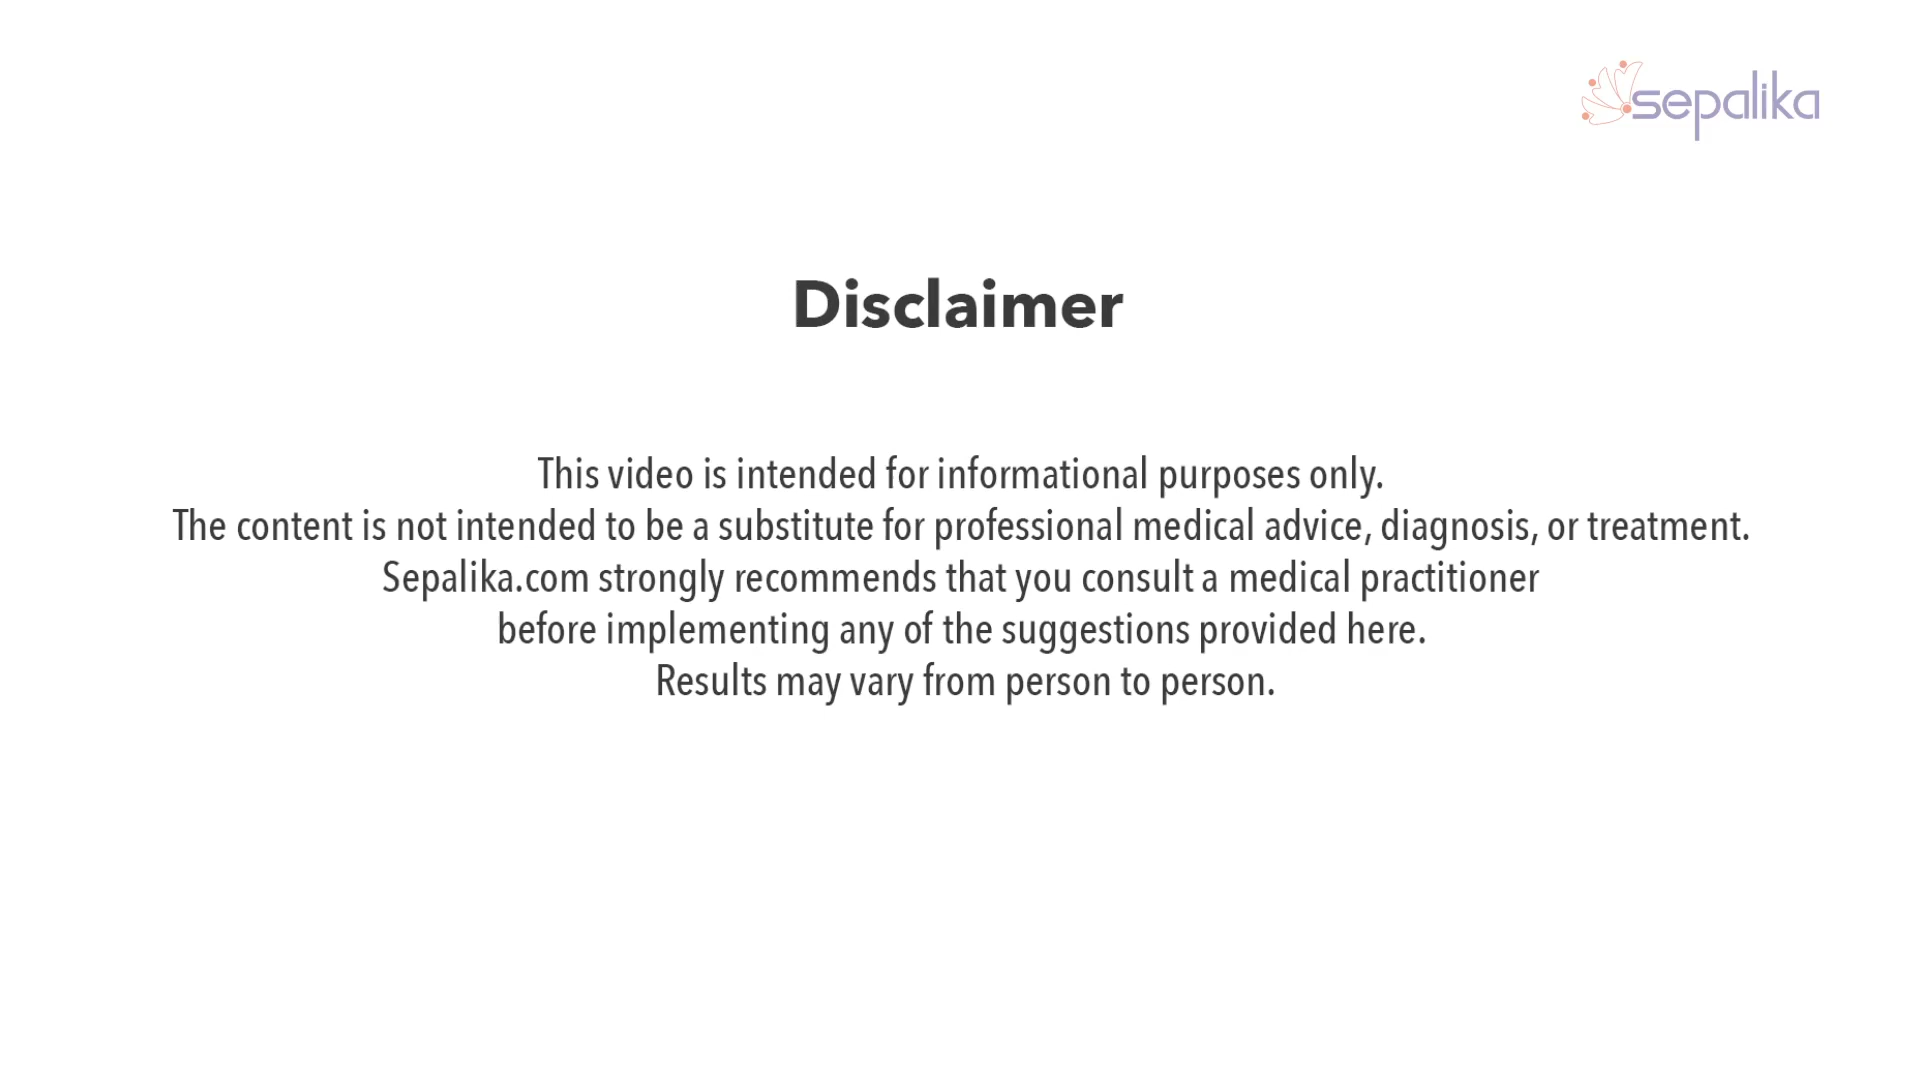 sepalika
Disclaimer
This video is intended for informational purposes only.
The content is not intended to be a substitute for professional medical advice, diagnosis, or treatment.
Sepalika.com strongly recommends that you consult a medical practitioner
before implementing any of the suggestions provided here.
Results may vary from person to person.